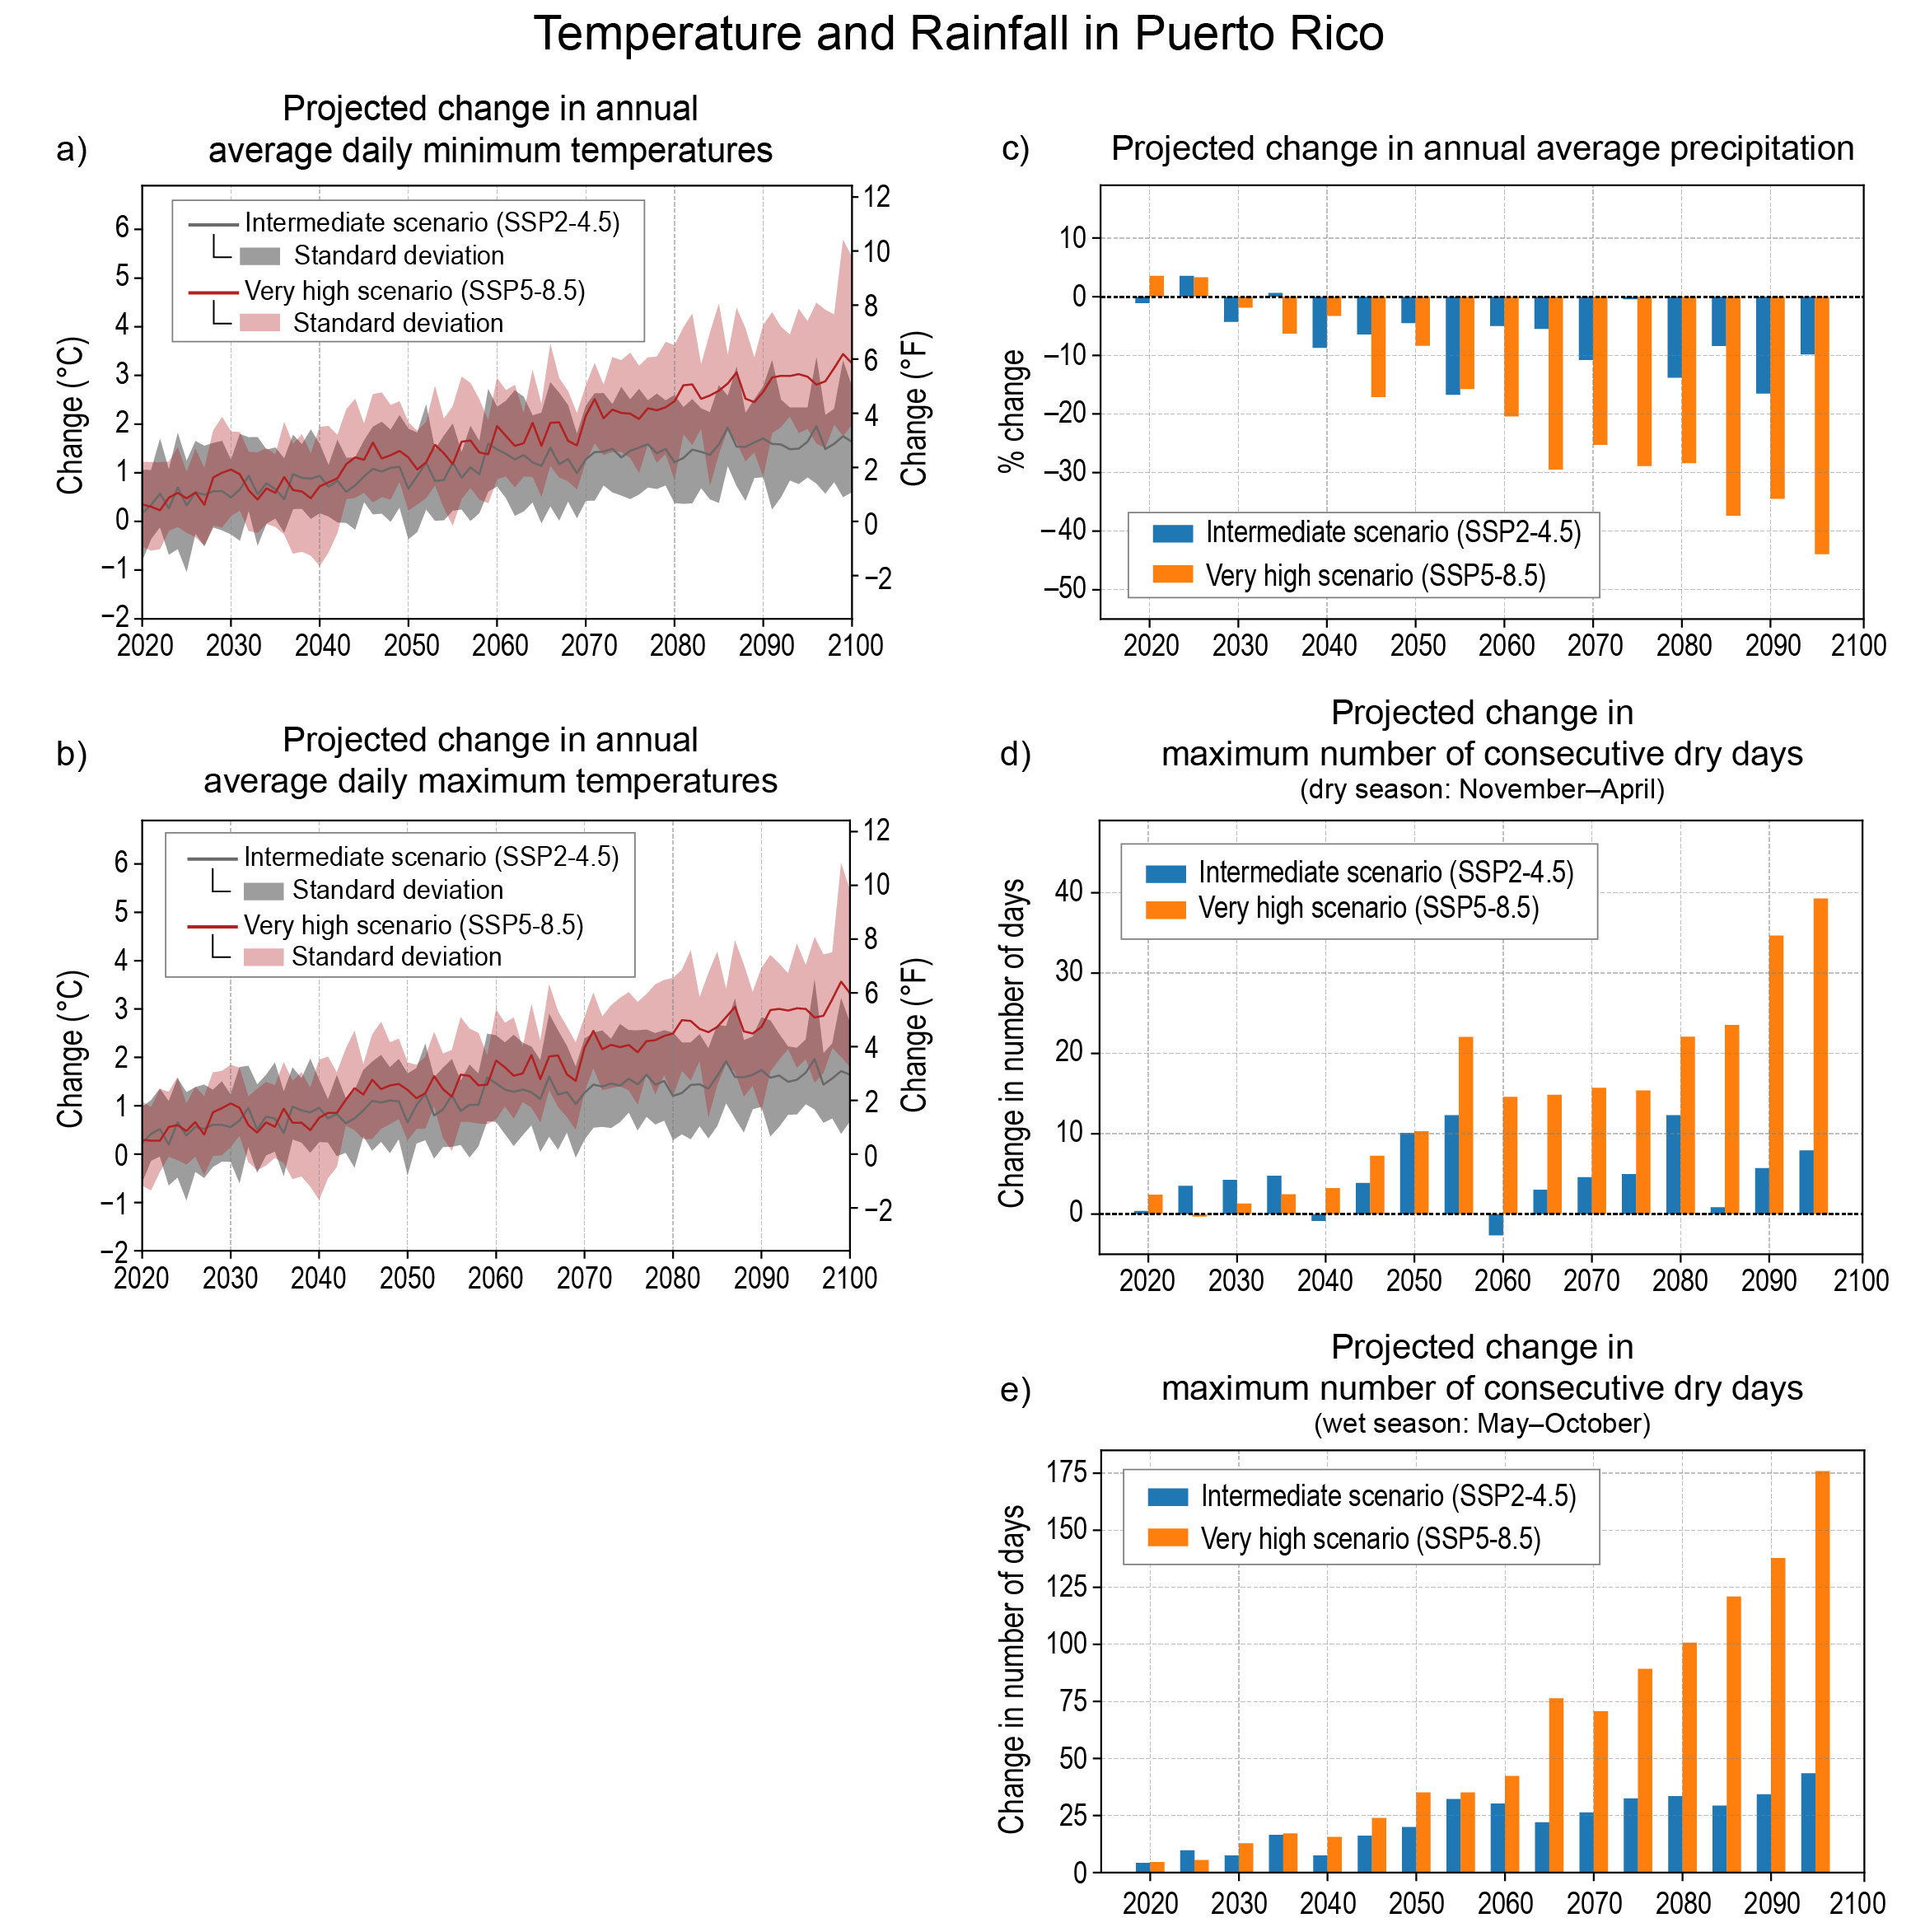 Temperature and Rainfall in Puerto Rico
a)
Projected change in annual
average daily minimum temperatures
Intermediate scenario (SSP2-4.5)
Standard deviation
Very high scenario (SSP5-8.5)
Standard deviation
Change (°C)
6
5
4
3
2
1
0
−1
−2
Change (°F)
12
10
8
6
4
2
0
−2
2020 2030 2040 2050 2060 2070 2080 2090 2100
b)
Projected change in annual
average daily maximum temperatures
Intermediate scenario (SSP2-4.5)
Standard deviation
Very high scenario (SSP5-8.5)
Standard deviation
Change (°C)
6
5
4
3
2
1
0
−1
−2
Change (°F)
12
10
8
6
4
2
0
−2
2020 2030 2040 2050 2060 2070 2080 2090 2100
c)
Projected change in annual average precipitation
% change
10
0
−10
−20
−30
−40
−50
Intermediate scenario (SSP2-4.5)
Very high scenario (SSP5-8.5)
2020 2030 2040 2050 2060 2070 2080 2090 2100
d)
Projected change in
maximum number of consecutive dry days
(dry season: November–April)
Intermediate scenario (SSP2-4.5)
Very high scenario (SSP5-8.5)
Change in number of days
40
30
20
10
0
2020 2030 2040 2050 2060 2070 2080 2090 2100
e)
Projected change in
maximum number of consecutive dry days
(wet season: May–October)
Intermediate scenario (SSP2-4.5)
Very high scenario (SSP5-8.5)
Change in number of days
175
150
125
100
75
50
25
0
2020 2030 2040 2050 2060 2070 2080 2090 2100